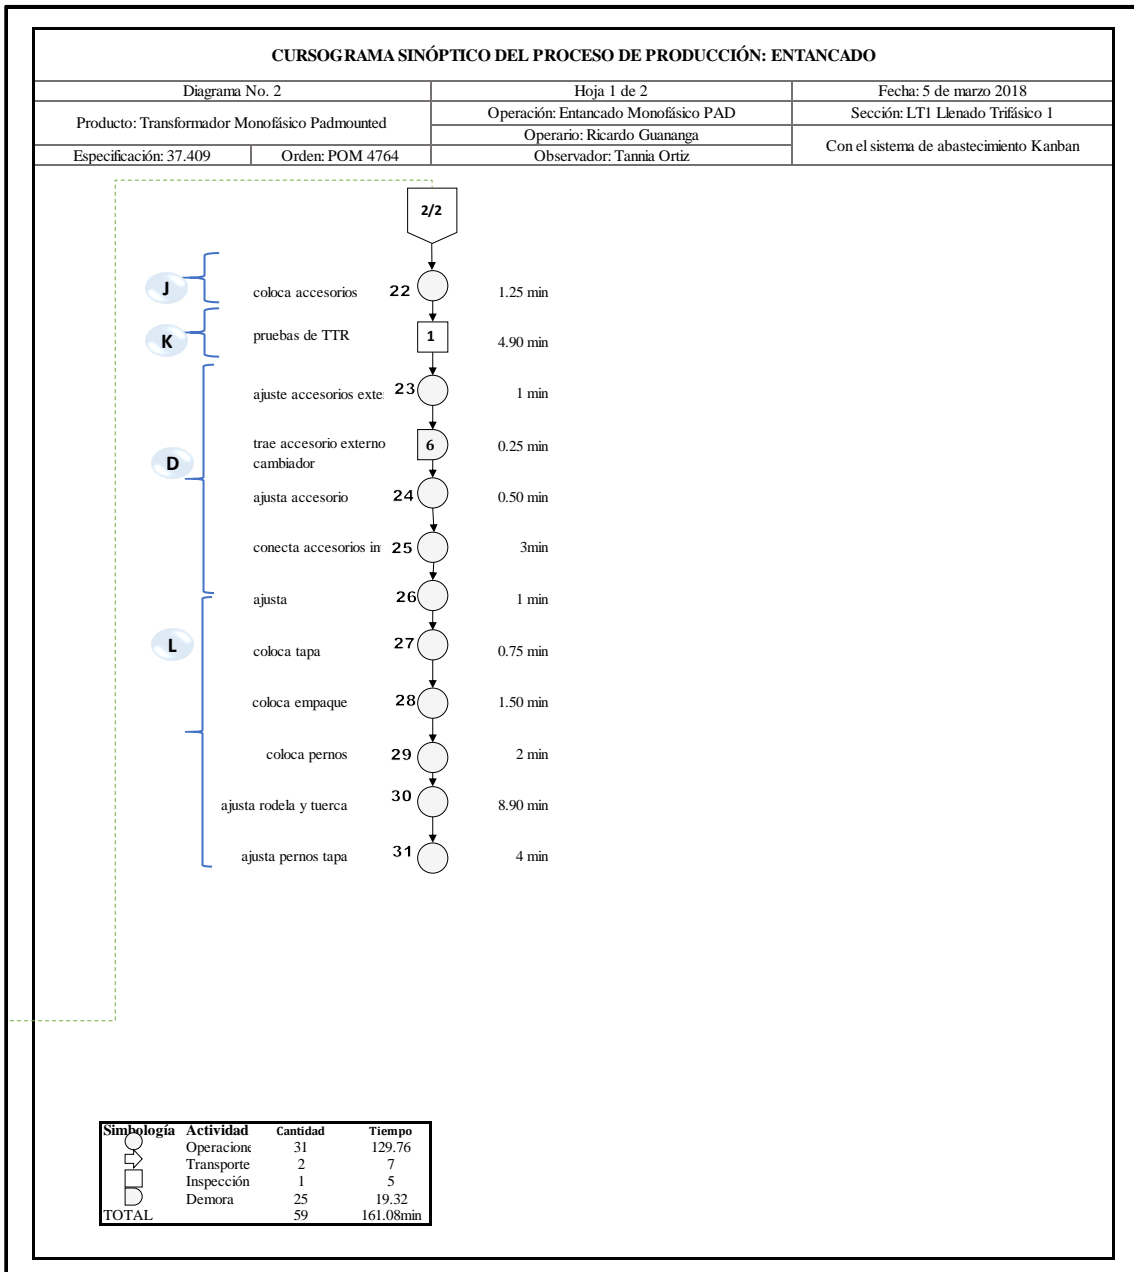 CURSOGRAMA SINÓPTICO DEL PROCESO DE PRODUCCIÓN: ENTANCADO
Diagrama No. 2
Hoja 1 de 2
Fecha: 5 de marzo 2018
Producto: Transformador Monofásico Padmounted
Operación: Entancado Monofásico PAD
Sección: LT1 Llenado Trifásico 1
Operario: Ricardo Guananga
Con el sistema de abastecimiento Kanban
Especificación: 37.409
Orden: POM 4764
Observador: Tannia Ortiz
2/2
J
coloca accesorios 22 1.25 min
K
pruebas de TTR 1 4.90 min
ajuste accesorios exte 23 1 min
trae accesorio externo 6 0.25 min
cambiador
D
ajusta accesorio 24 0.50 min
conecta accesorios in 25 3min
ajusta 26 1 min
L
coloca tapa 27 0.75 min
coloca empaque 28 1.50 min
coloca pernos 29 2 min
ajusta rodela y tuerca 30 8.90 min
ajusta pernos tapa 31 4 min
Simbología Actividad Cantidad Tiempo
Operacione 31 129.76
Transporte 2 7
Inspección 1 5
Demora 25 19.32
TOTAL 59 161.08min